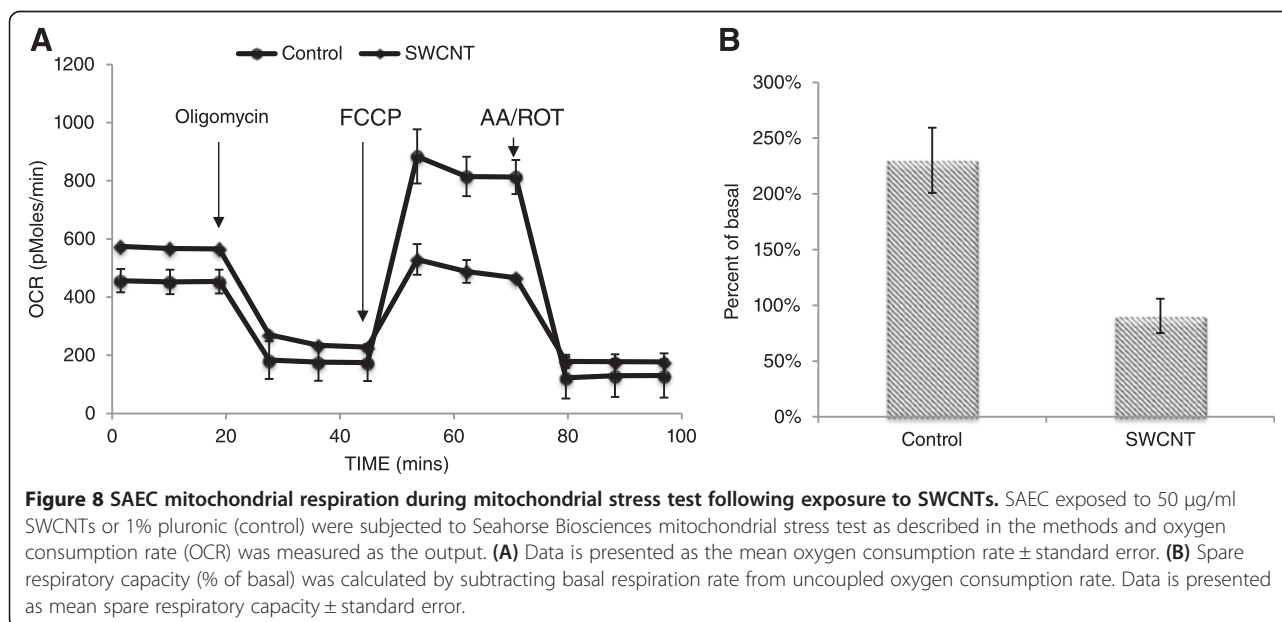 A
B
Control SWCNT
1200
1000
800
600
400
200
0
OCR (pMoles/min)
Oligomycin
FCCP
AA/ROT
0 20 40 60 80 100
TIME (mins)
300%
250%
200%
150%
100%
50%
0%
Percent of basal
Control SWCNT
Figure 8 SAEC mitochondrial respiration during mitochondrial stress test following exposure to SWCNTs. SAEC exposed to 50 μg/ml
SWCNTs or 1% pluronic (control) were subjected to Seahorse Biosciences mitochondrial stress test as described in the methods and oxygen
consumption rate (OCR) was measured as the output. (A) Data is presented as the mean oxygen consumption rate ± standard error. (B) Spare
respiratory capacity (% of basal) was calculated by subtracting basal respiration rate from uncoupled oxygen consumption rate. Data is presented
as mean spare respiratory capacity ± standard error.